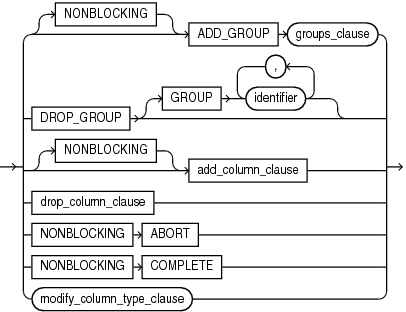 NONBLOCKING
ADD_GROUP groups_clause
,
GROUP identifier
DROP_GROUP
NONBLOCKING
add_column_clause
drop_column_clause
NONBLOCKING ABORT
NONBLOCKING COMPLETE
modify_column_type_clause